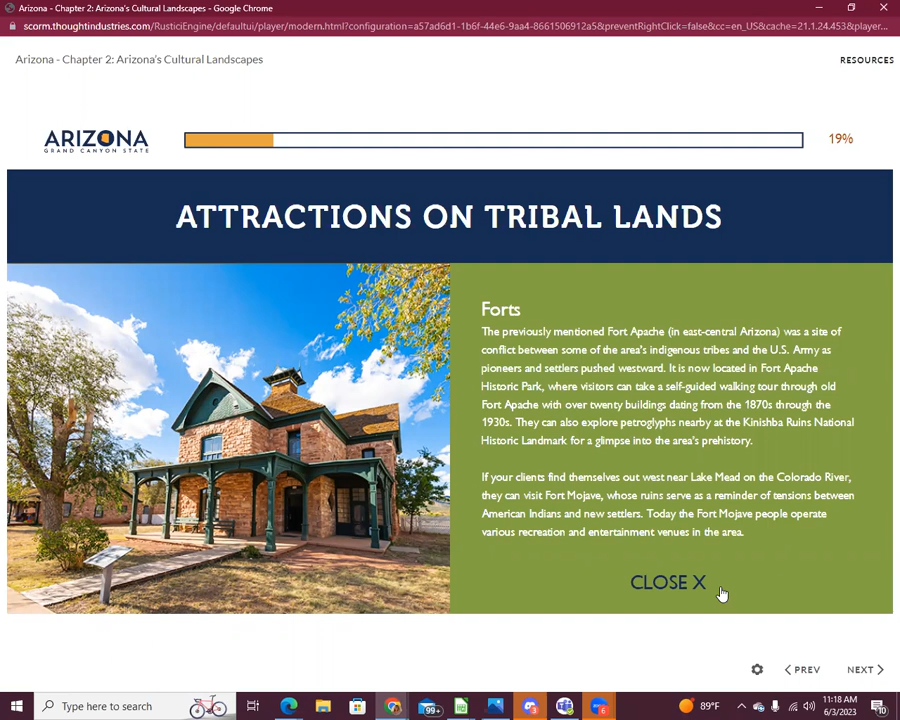 Arizona - Chapter 2: Arizona's Cultural Landscapes - Google Chrome
scorm.thoughtindustries.com/RusticiEngine/defaultui/player/modern.html?configuration=a57ad6d1-1b6f-44e6-9aa4-8661506912a5&preventRightClick=false&cc=en_US&cache=21.1.24.453&player...
Arizona - Chapter 2: Arizona's Cultural Landscapes
RESOURCES
ARIZONA
GRAND CANYON STATE
19%
ATTRACTIONS ON TRIBAL LANDS
Forts
The previously mentioned Fort Apache (in east-central Arizona) was a site of
conflict between some of the area's indigenous tribes and the U.S. Army as
pioneers and settlers pushed westward. It is now located in Fort Apache
Historic Park, where visitors can take a self-guided walking tour through old
Fort Apache with over twenty buildings dating from the 1870s through the
1930s. They can also explore petroglyphs nearby at the Kinishba Ruins National
Historic Landmark for a glimpse into the area's prehistory.
If your clients find themselves out west near Lake Mead on the Colorado River,
they can visit Fort Mojave, whose ruins serve as a reminder of tensions between
American Indians and new settlers. Today the Fort Mojave people operate
various recreation and entertainment venues in the area.
CLOSE X
PREV
NEXT
Type here to search
99+
6
89°F
11:18 AM
6/3/2023
10